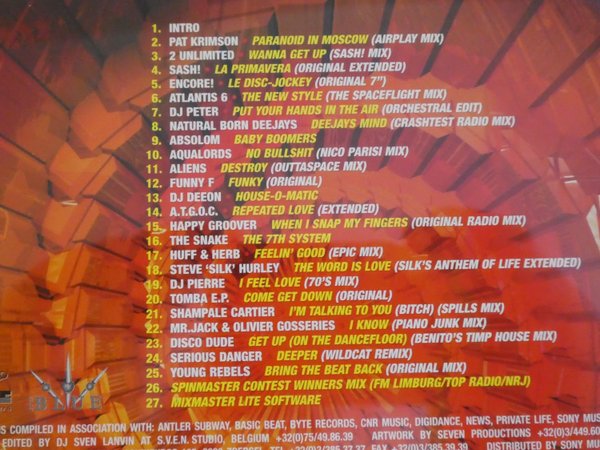 1. INTRO
2. PAT KRIMSON PARANOID IN MOSCOW (AIRPLAY MIX)
3. 2 UNLIMITED WANNA GET UP (SASH! MIX)
4. SASH! LA PRIMAVERA (ORIGINAL EXTENDED)
5. ENCORE! LE DISC-JOCKEY (ORIGINAL 7")
6. ATLANTIS 6 THE NEW STYLE (THE SPACEFLIGHT MIX)
7. DJ PETER PUT YOUR HANDS IN THE AIR (ORCHESTRAL EDIT)
8. NATURAL BORN DEEJAYS DEEJAYS MIND (CRASHTEST RADIO MIX)
9. ABSOLOM BABY BOOMERS
10. AQUALORDS NO BULLSHIT (NICO PARISI MIX)
11. ALIENS DESTROY (OUTTASPACE MIX)
12. FUNNY F FUNKY (ORIGINAL)
13. DJ DEEON HOUSE-O-MATIC
14. A.T.G.O.C. REPEATED LOVE (EXTENDED)
15. HAPPY GROOVER WHEN I SNAP MY FINGERS (ORIGINAL RADIO MIX)
16. THE SNAKE THE 7TH SYSTEM
17. HUFF & HERB FEELIN' GOOD (EPIC MIX)
18. STEVE 'SILK' HURLEY THE WORD IS LOVE (SILK'S ANTHEM OF LIFE EXTENDED)
19. DJ PIERRE I FEEL LOVE (70'S MIX)
20. TOMBA E.P. COME GET DOWN (ORIGINAL)
21. SHAMPALE CARTIER I'M TALKING TO YOU (BITCH) (SPILLS MIX)
22. MR.JACK & OLIVIER GOSSERIES I KNOW (PIANO JUNK MIX)
23. DISCO DUDE GET UP (ON THE DANCEFLOOR) (BENITO'S TIMP HOUSE MIX)
24. SERIOUS DANGER DEEPER (WILDCAT REMIX)
25. YOUNG REBELS BRING THE BEAT BACK (ORIGINAL MIX)
26. SPINMASTER CONTEST WINNERS MIX (FM LIMBURG/TOP RADIO/NRJ)
27. MIXMASTER LITE SOFTWARE
BLUE
COMPILED IN ASSOCIATION WITH: ANTLER SUBWAY, BASIC BEAT, BYTE RECORDS, CNR MUSIC, DIGIDANCE, NEWS, PRIVATE LIFE, SONY
EDITED BY DJ SVEN LANVIN AT S.V.E.N. STUDIO, BELGIUM +32(0)75/49.86.39 ARTWORK BY SEVEN PRODUCTIONS
DISTRIBUTED BY SONY